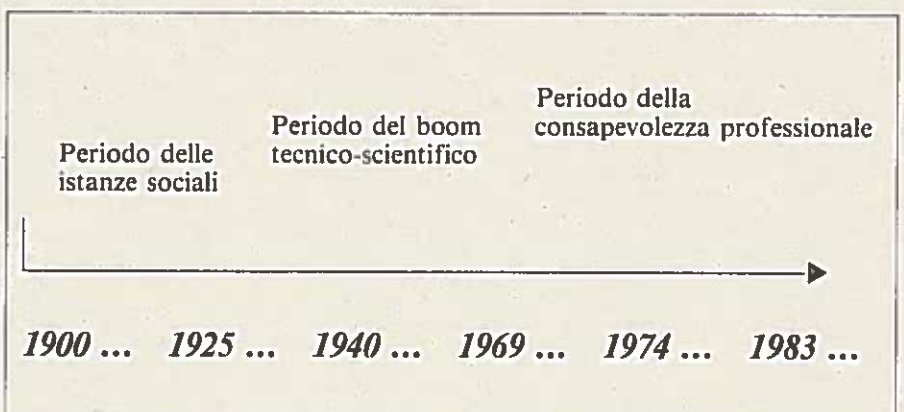 Periodo delle
istanze sociali
Periodo del boom
tecnico-scientifico
Periodo della
consapevolezza professionale
1900 ... 1925 ... 1940 ... 1969 ... 1974 ... 1983 ...